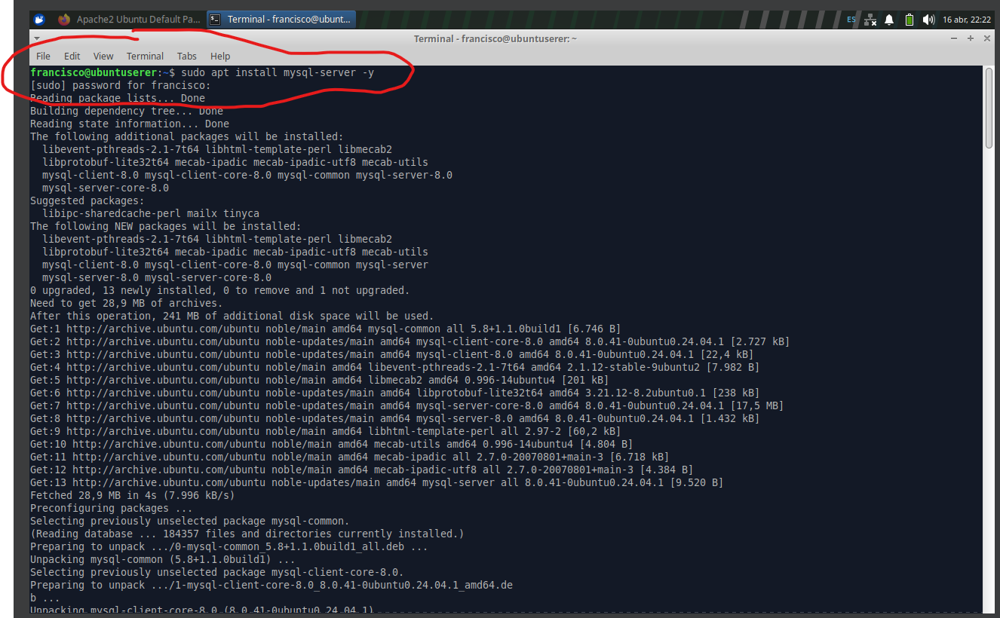 Apache2 Ubuntu Default Pa...
Terminal - francisco@ubunt...
ES
16 abr, 22:22
Terminal - francisco@ubuntuserer: ~
File Edit View Terminal Tabs Help
francisco@ubuntuserer:~$ sudo apt install mysql-server -y
[sudo] password for francisco:
Reading package lists... Done
Building dependency tree... Done
Reading state information... Done
The following additional packages will be installed:
  libevent-pthreads-2.1-7t64 libhtml-template-perl libmecab2
  libprotobuf-lite32t64 mecab-ipadic mecab-ipadic-utf8 mecab-utils
  mysql-client-8.0 mysql-client-core-8.0 mysql-common mysql-server-8.0
  mysql-server-core-8.0
Suggested packages:
  libipc-sharedcache-perl mailx tinyca
The following NEW packages will be installed:
  libevent-pthreads-2.1-7t64 libhtml-template-perl libmecab2
  libprotobuf-lite32t64 mecab-ipadic mecab-ipadic-utf8 mecab-utils
  mysql-client-8.0 mysql-client-core-8.0 mysql-common mysql-server
  mysql-server-8.0 mysql-server-core-8.0
0 upgraded, 13 newly installed, 0 to remove and 1 not upgraded.
Need to get 28,9 MB of archives.
After this operation, 241 MB of additional disk space will be used.
Get:1 http://archive.ubuntu.com/ubuntu noble/main amd64 mysql-common all 5.8+1.1.0build1 [6.746 B]
Get:2 http://archive.ubuntu.com/ubuntu noble-updates/main amd64 mysql-client-core-8.0 amd64 8.0.41-0ubuntu0.24.04.1 [2.727 kB]
Get:3 http://archive.ubuntu.com/ubuntu noble-updates/main amd64 mysql-client-8.0 amd64 8.0.41-0ubuntu0.24.04.1 [22,4 kB]
Get:4 http://archive.ubuntu.com/ubuntu noble/main amd64 libevent-pthreads-2.1-7t64 amd64 2.1.12-stable-9ubuntu2 [7.982 B]
Get:5 http://archive.ubuntu.com/ubuntu noble/main amd64 libmecab2 amd64 0.996-14ubuntu4 [201 kB]
Get:6 http://archive.ubuntu.com/ubuntu noble-updates/main amd64 libprotobuf-lite32t64 amd64 3.21.12-8.2ubuntu0.1 [238 kB]
Get:7 http://archive.ubuntu.com/ubuntu noble-updates/main amd64 mysql-server-core-8.0 amd64 8.0.41-0ubuntu0.24.04.1 [17,5 MB]
Get:8 http://archive.ubuntu.com/ubuntu noble-updates/main amd64 mysql-server-8.0 amd64 8.0.41-0ubuntu0.24.04.1 [1.432 kB]
Get:9 http://archive.ubuntu.com/ubuntu noble/main amd64 libhtml-template-perl all 2.97-2 [60,2 kB]
Get:10 http://archive.ubuntu.com/ubuntu noble/main amd64 mecab-utils amd64 0.996-14ubuntu4 [4.804 B]
Get:11 http://archive.ubuntu.com/ubuntu noble/main amd64 mecab-ipadic all 2.7.0-20070801+main-3 [6.718 kB]
Get:12 http://archive.ubuntu.com/ubuntu noble/main amd64 mecab-ipadic-utf8 all 2.7.0-20070801+main-3 [4.384 B]
Get:13 http://archive.ubuntu.com/ubuntu noble-updates/main amd64 mysql-server all 8.0.41-0ubuntu0.24.04.1 [9.520 B]
Fetched 28,9 MB in 4s (7.996 kB/s)
Preconfiguring packages ...
Selecting previously unselected package mysql-common.
(Reading database ... 184357 files and directories currently installed.)
Preparing to unpack .../0-mysql-common_5.8+1.1.0build1_all.deb ...
Unpacking mysql-common (5.8+1.1.0build1) ...
Selecting previously unselected package mysql-client-core-8.0.
Preparing to unpack .../1-mysql-client-core-8.0_8.0.41-0ubuntu0.24.04.1_amd64.de
b ...
Unpacking mysql-client-core-8.0 (8.0.41-0ubuntu0.24.04.1)